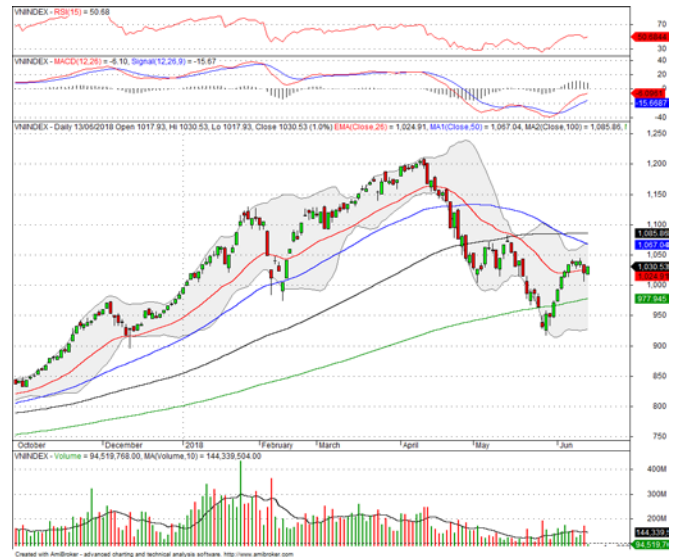 VNINDEX - RSI(15) = 50.68
70
50.6844
30
VNINDEX - MACD(12,26) = -6.10, Signal(12,26,9) = -15.67
40
20
0
-15.6687
-40
VNINDEX - Daily 13/06/2018 Open 1017.93, Hi 1030.53, Lo 1017.93, Close 1030.53 (1.0%) EMA(Close,26) = 1,024.91, MA1(Close,50) = 1,067.04, MA2(Close,100) = 1,085.86,
1,250
1,200
1,150
1,100
1,085.86
1,067.04
1,050
1,030.53
1,000
977.945
950
900
850
800
750
October December 2018 February March April May Jun
VNINDEX - Volume = 94,519,768.00, MA(Volume,10) = 144,339,504.00
400M
300M
200M
144,339,5
94,519,76
Created with AmiBroker - advanced charting and technical analysis software. http://www.amibroker.com